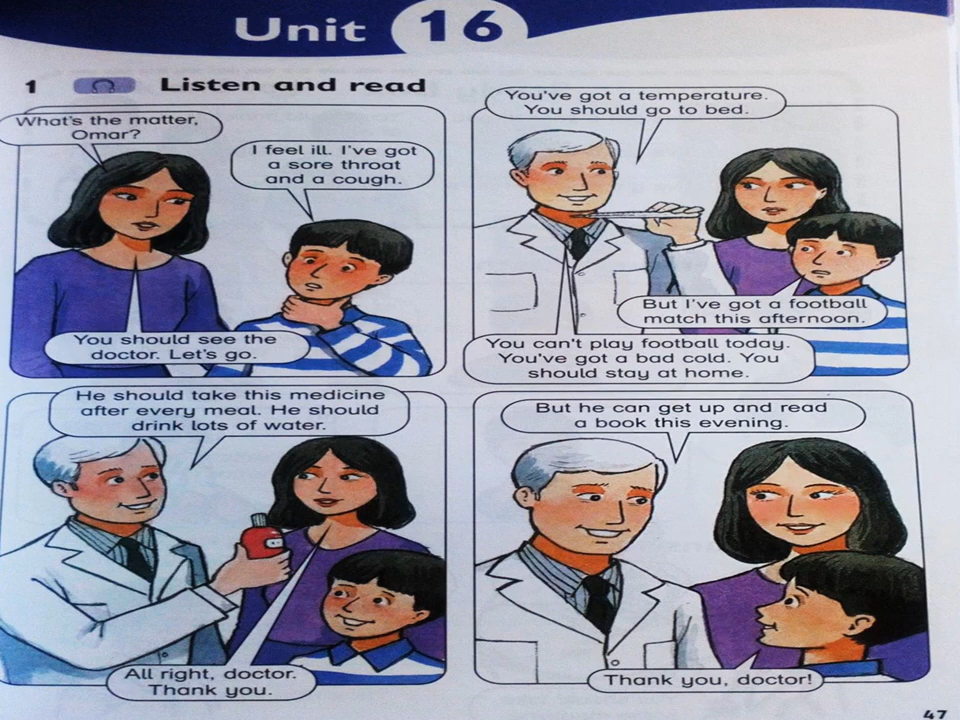 Unit 16
1 Listen and read
What's the matter,
Omar?
I feel ill. I've got
a sore throat
and a cough.
You should see the
doctor. Let's go.
You've got a temperature.
You should go to bed.
But I've got a football
match this afternoon.
You can't play football today.
You've got a bad cold. You
should stay at home.
He should take this medicine
after every meal. He should
drink lots of water.
All right, doctor.
Thank you.
But he can get up and read
a book this evening.
Thank you, doctor!
47